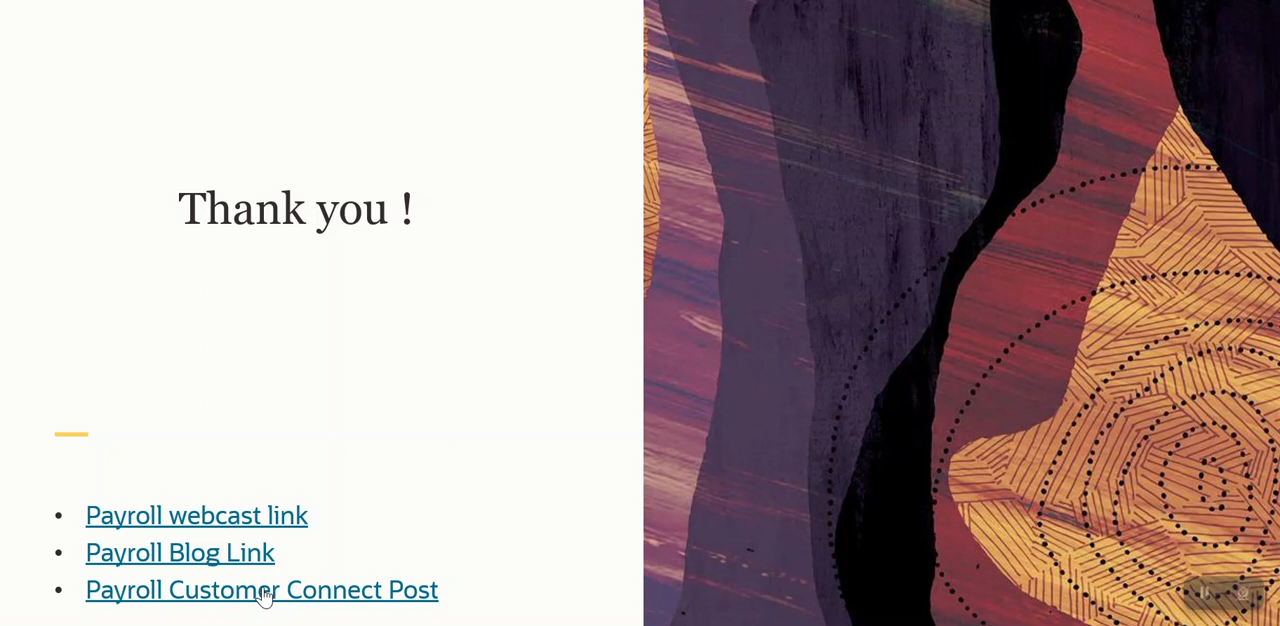 Thank you !
• Payroll webcast link
• Payroll Blog Link
• Payroll Customer Connect Post